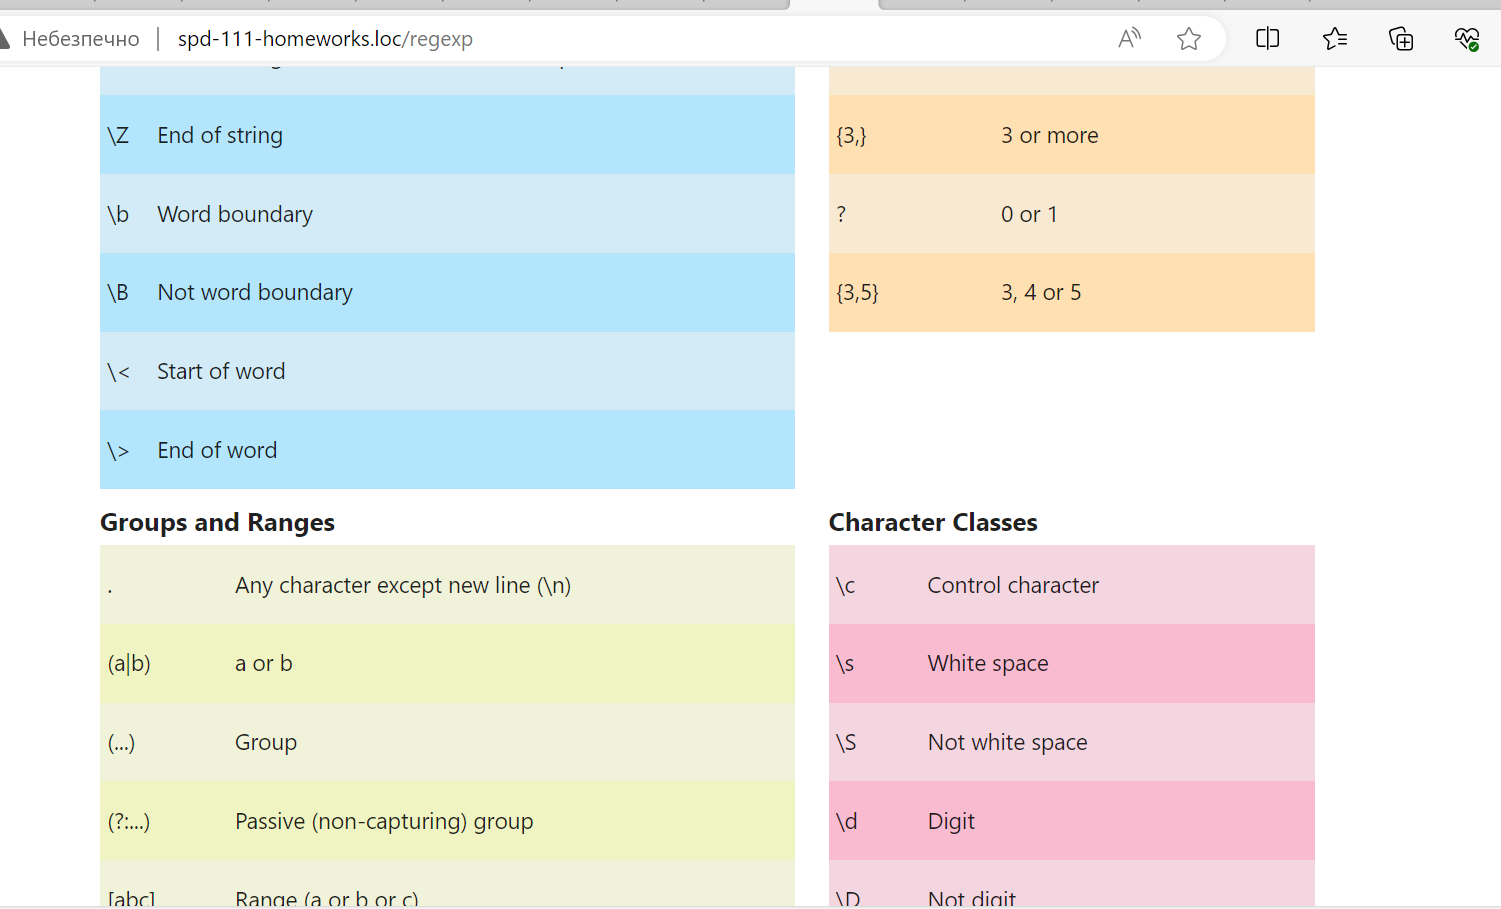 Небезпечно | spd-111-homeworks.loc/regexp
\Z End of string
\b Word boundary
\B Not word boundary
\< Start of word
\> End of word
{3,} 3 or more
? 0 or 1
{3,5} 3, 4 or 5
Groups and Ranges
. Any character except new line (\n)
(a|b) a or b
(...) Group
(?:...) Passive (non-capturing) group
[abc] Range (a or b or c)
Character Classes
\c Control character
\s White space
\S Not white space
\d Digit
\D Not digit